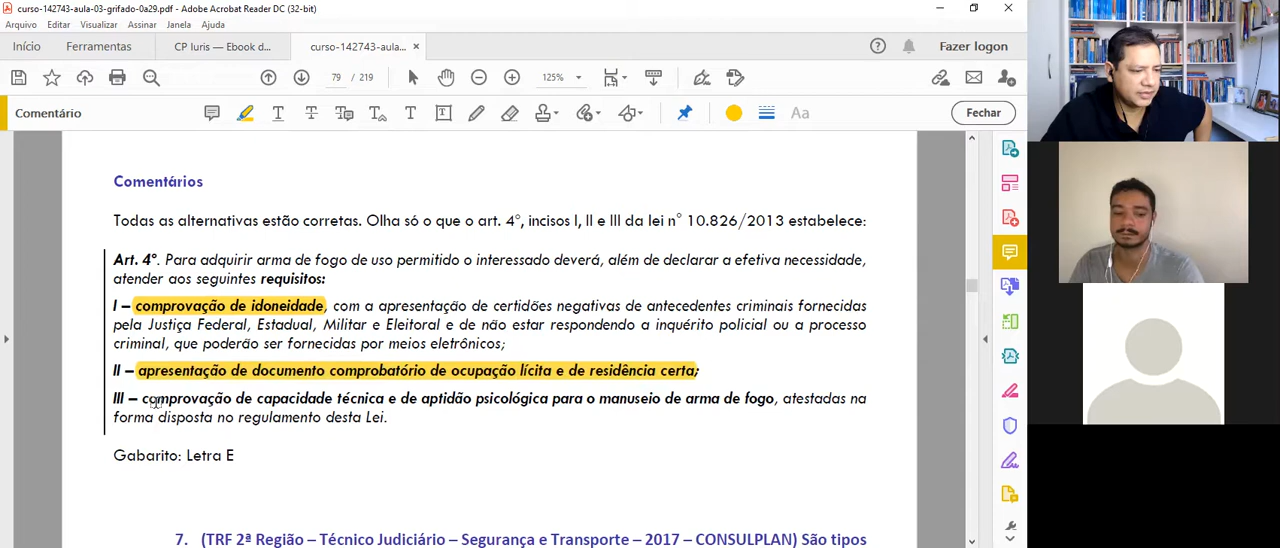 curso-142743-aula-03-grifado-0a29.pdf - Adobe Acrobat Reader DC (32-bit)
Arquivo Editar Visualizar Assinar Janela Ajuda
Início Ferramentas CP Iuris – Ebook d... curso-142743-aula... × Fazer logon
79 / 219 125%
Comentário Aa Fechar
Comentários
Todas as alternativas estão corretas. Olha só o que o art. 4°, incisos I, II e III da lei n° 10.826/2013 estabelece:
Art. 4º. Para adquirir arma de fogo de uso permitido o interessado deverá, além de declarar a efetiva necessidade,
atender aos seguintes requisitos:
I – comprovação de idoneidade, com a apresentação de certidões negativas de antecedentes criminais fornecidas
pela Justiça Federal, Estadual, Militar e Eleitoral e de não estar respondendo a inquérito policial ou a processo
criminal, que poderão ser fornecidas por meios eletrônicos;
II – apresentação de documento comprobatório de ocupação lícita e de residência certa;
III – comprovação de capacidade técnica e de aptidão psicológica para o manuseio de arma de fogo, atestadas na
forma disposta no regulamento desta Lei.
Gabarito: Letra E
7. (TRF 2ª Região – Técnico Judiciário – Segurança e Transporte – 2017 – CONSULPLAN) São tipos